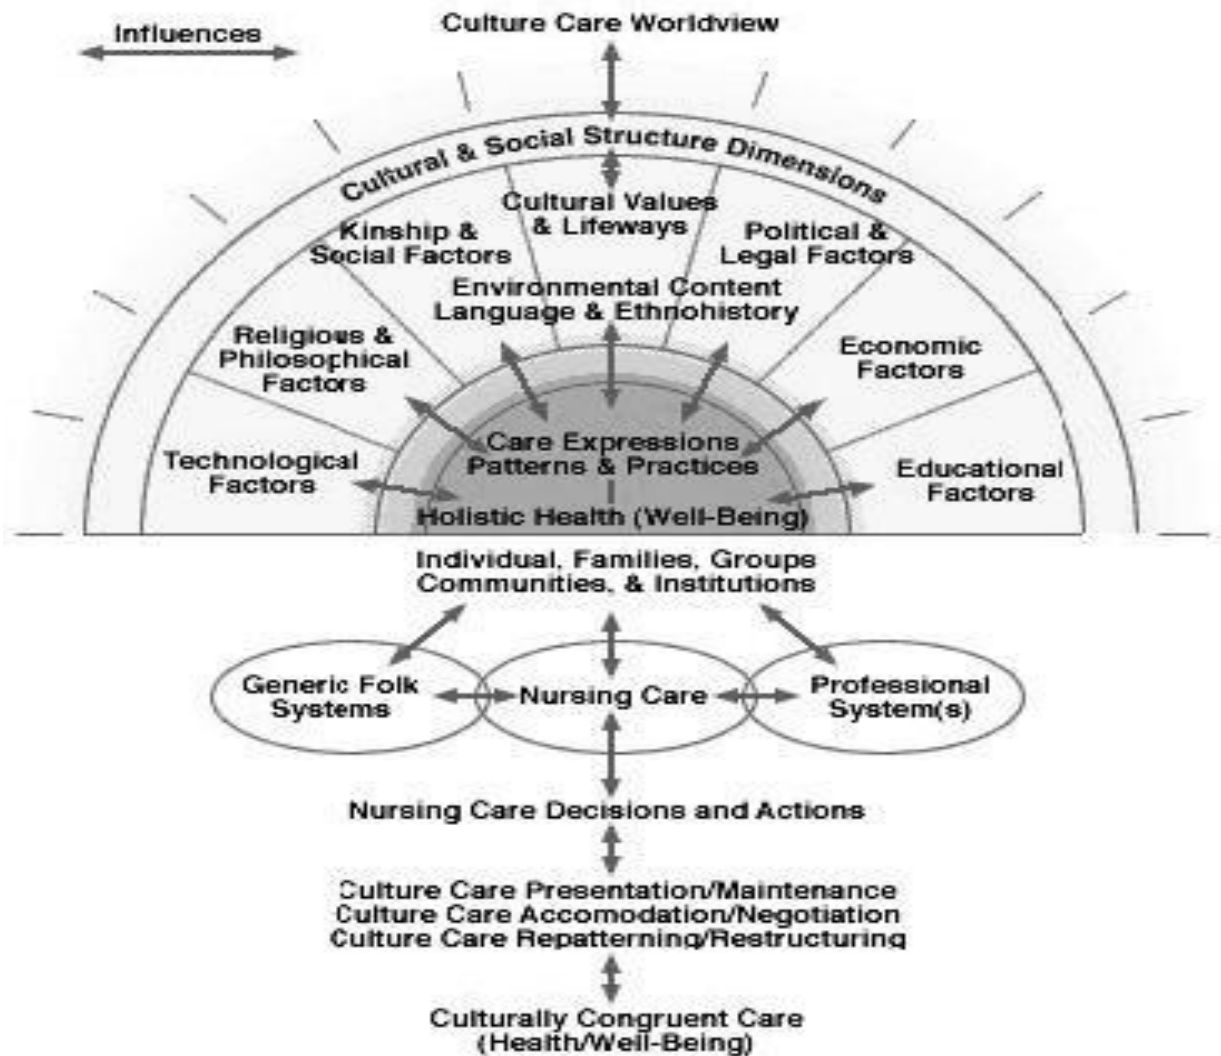 Influences
Culture Care Worldview
Cultural & Social Structure Dimensions
Cultural Values
& Lifeways
Kinship &
Social Factors
Political &
Legal Factors
Environmental Content
Language & Ethnohistory
Religious &
Philosophical
Factors
Economic
Factors
Technological
Factors
Care Expressions
Patterns & Practices
Educational
Factors
Holistic Health (Well-Being)
Individual, Families, Groups
Communities, & Institutions
Generic Folk
Systems
Nursing Care
Professional
System(s)
Nursing Care Decisions and Actions
Culture Care Presentation/Maintenance
Culture Care Accomodation/Negotiation
Culture Care Repatterning/Restructuring
Culturally Congruent Care
(Health/Well-Being)